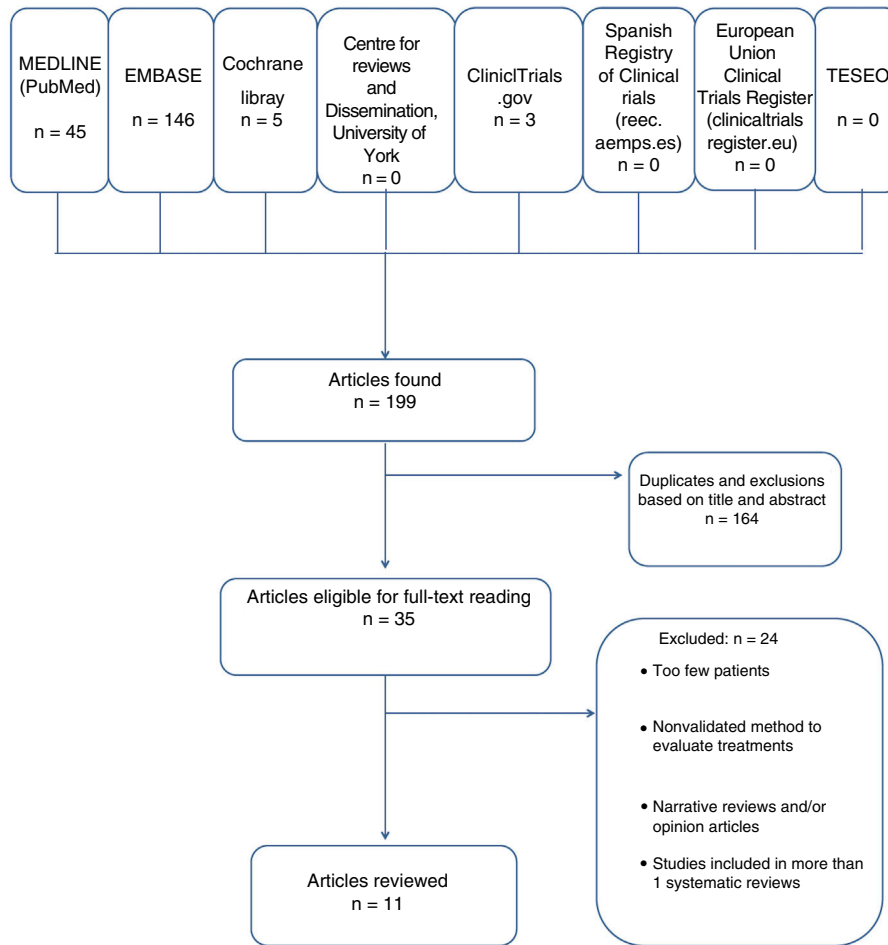 MEDLINE
(PubMed)
n = 45
EMBASE
n = 146
Cochrane
libray
n = 5
Centre for
reviews
and
Dissemination,
University of
York
n = 0
CliniclTrials
.gov
n = 3
Spanish
Registry
of Clinical
rials
(reec.
aemps.es)
n = 0
European
Union
Clinical
Trials Register
(clinicaltrials
register.eu)
n = 0
TESEO
n = 0
Articles found
n = 199
Duplicates and exclusions
based on title and abstract
n = 164
Articles eligible for full-text reading
n = 35
Excluded: n = 24
• Too few patients
• Nonvalidated method to
evaluate treatments
• Narrative reviews and/or
opinion articles
• Studies included in more than
1 systematic reviews
Articles reviewed
n = 11